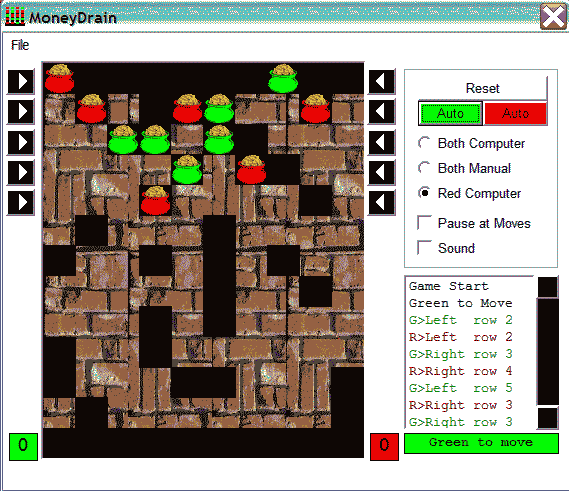 MoneyDrain
File
Reset
Auto Auto
Both Computer
Both Manual
Red Computer
Pause at Moves
Sound
Game Start
Green to Move
G>Left row 2
R>Left row 2
G>Right row 3
R>Right row 4
G>Left row 5
R>Right row 3
G>Right row 3
0 0 Green to move